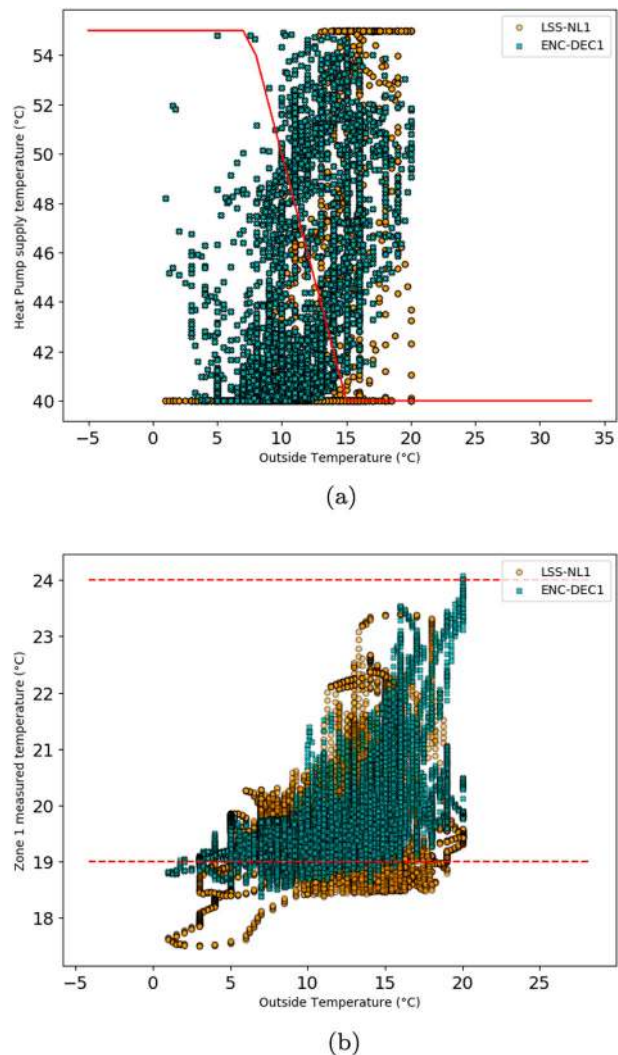 55
54
52
50
48
46
44
42
40
Heat Pump supply temperature (°C)
LSS-NL1
ENC-DEC1
−5 0 5 10 15 20 25 30 35
Outside Temperature (°C)
(a)
24
23
22
21
20
19
18
Zone 1 measured temperature (°C)
LSS-NL1
ENC-DEC1
−5 0 5 10 15 20 25
Outside Temperature (°C)
(b)